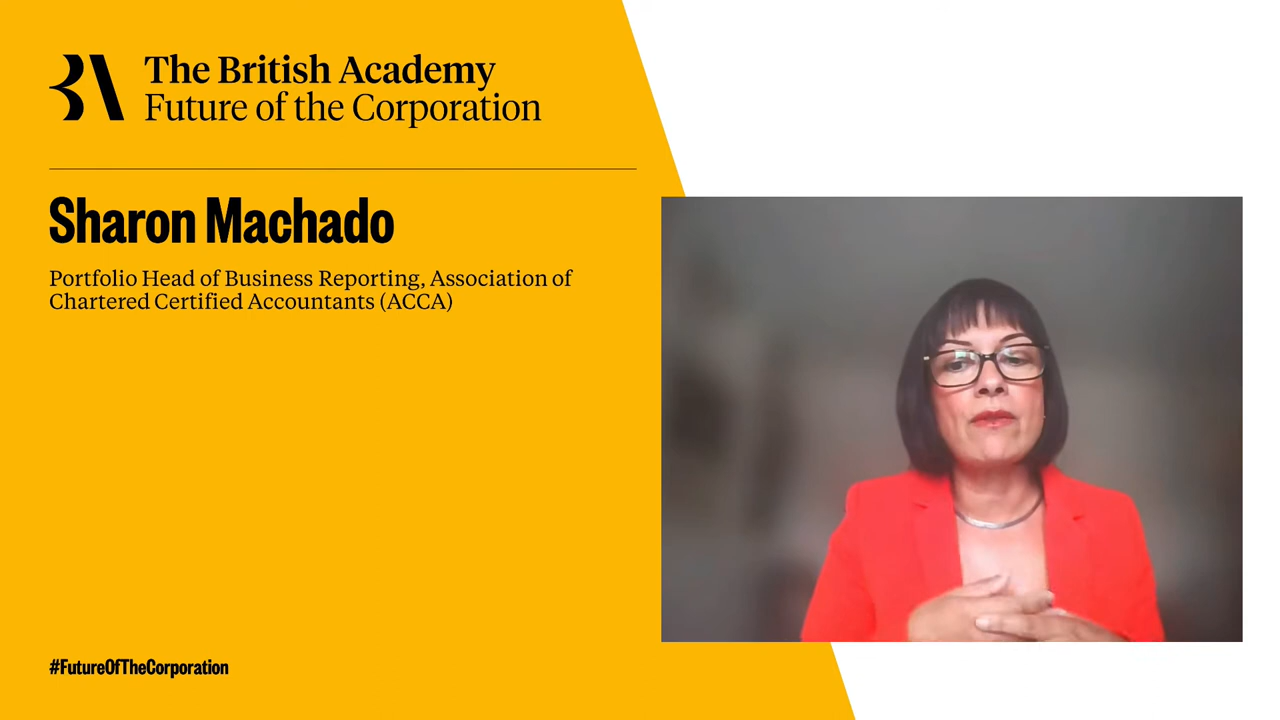 The British Academy
Future of the Corporation
Sharon Machado
Portfolio Head of Business Reporting, Association of
Chartered Certified Accountants (ACCA)
#FutureOfTheCorporation